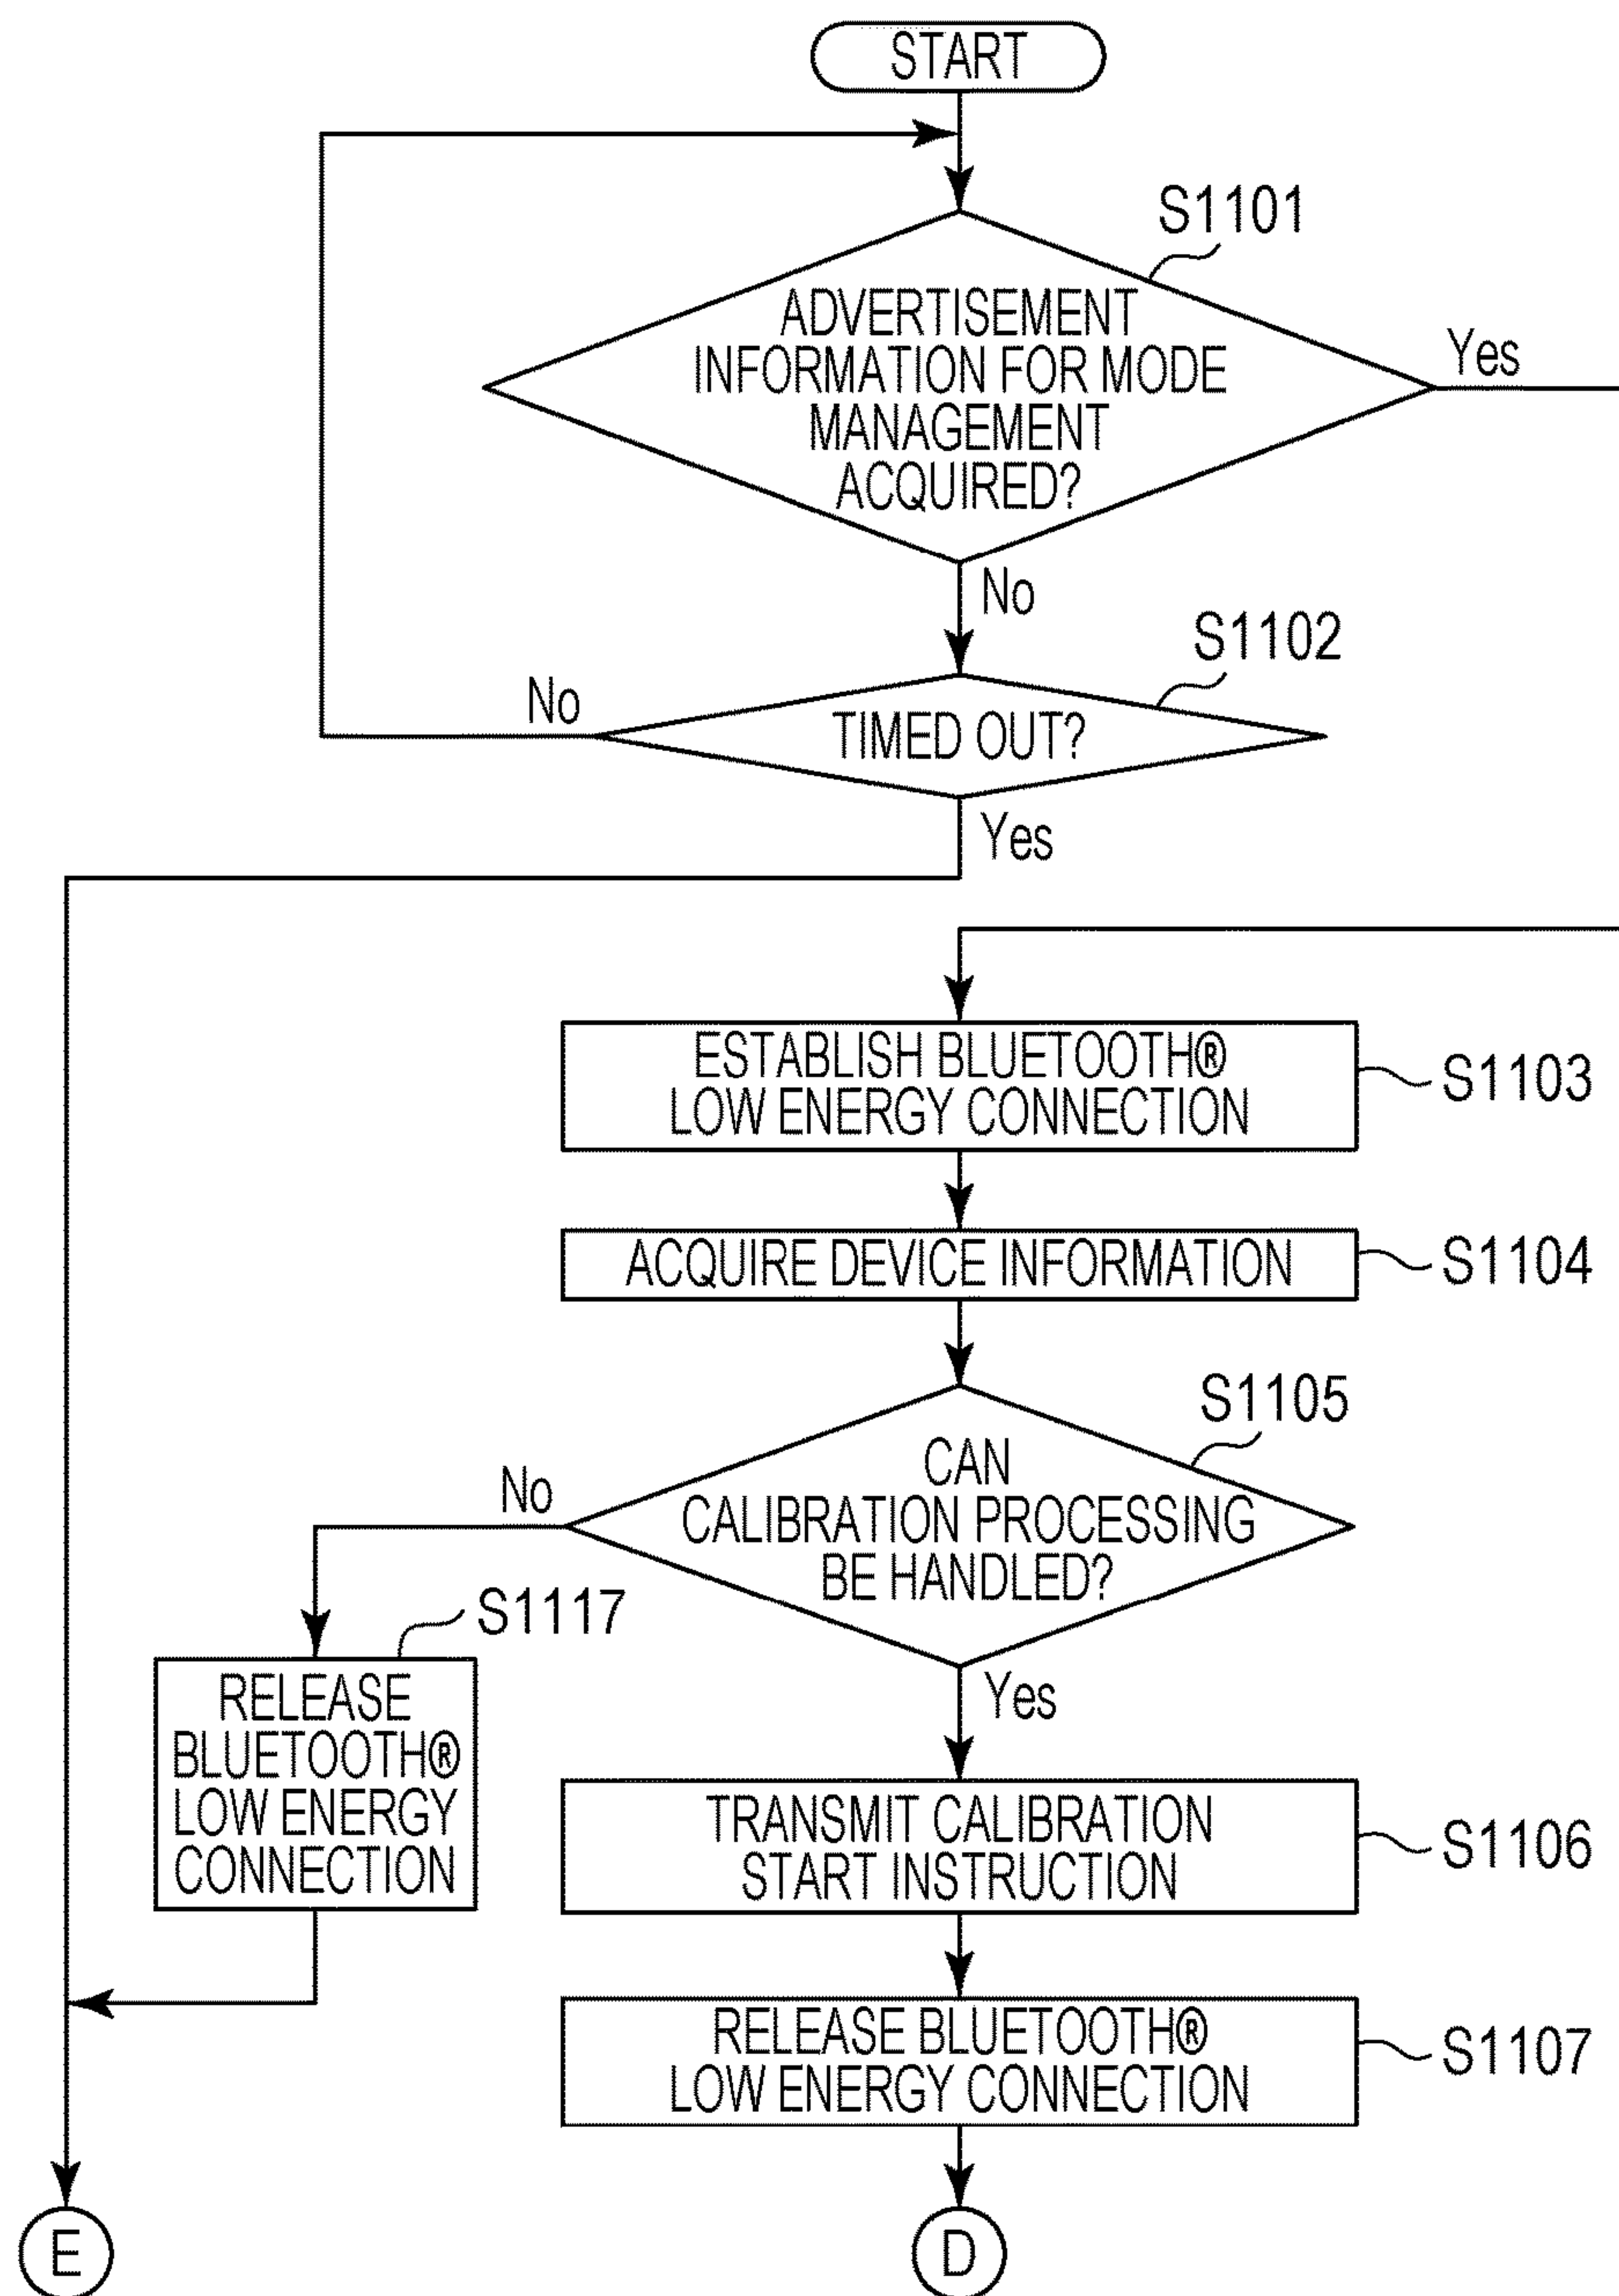 START
S1101
ADVERTISEMENT
INFORMATION FOR MODE
MANAGEMENT
ACQUIRED?
Yes
No
S1102
No
TIMED OUT?
Yes
ESTABLISH BLUETOOTH®
LOW ENERGY CONNECTION
S1103
ACQUIRE DEVICE INFORMATION
S1104
S1105
CAN
CALIBRATION PROCESSING
BE HANDLED?
No
S1117
RELEASE
BLUETOOTH®
LOW ENERGY
CONNECTION
Yes
TRANSMIT CALIBRATION
START INSTRUCTION
S1106
RELEASE BLUETOOTH®
LOW ENERGY CONNECTION
S1107
E
D